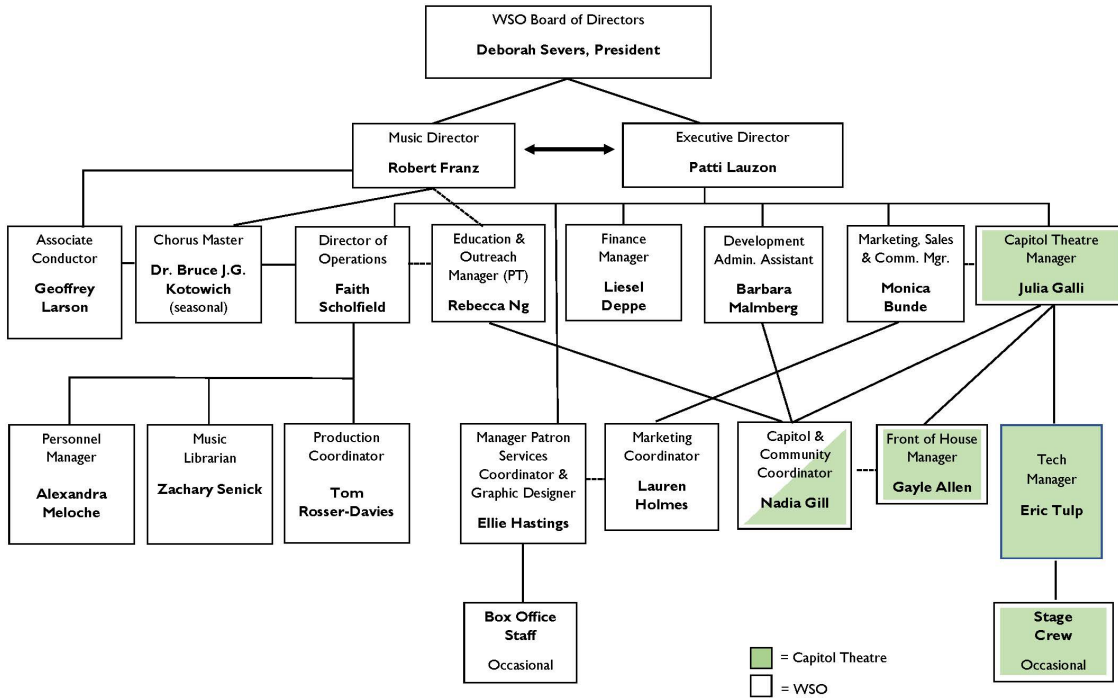 WSO Board of Directors
Deborah Severs, President
Music Director
Robert Franz
Executive Director
Patti Lauzon
Associate
Conductor
Geoffrey
Larson
Chorus Master
Dr. Bruce J.G.
Kotowich
(seasonal)
Director of
Operations
Faith
Scholfield
Education &
Outreach
Manager (PT)
Rebecca Ng
Finance
Manager
Liesel
Deppe
Development
Admin. Assistant
Barbara
Malmberg
Marketing, Sales
& Comm. Mgr.
Monica
Bunde
Capitol Theatre
Manager
Julia Galli
Personnel
Manager
Alexandra
Meloche
Music
Librarian
Zachary Senick
Production
Coordinator
Tom
Rosser-Davies
Manager Patron
Services
Coordinator &
Graphic Designer
Ellie Hastings
Marketing
Coordinator
Lauren
Holmes
Capitol &
Community
Coordinator
Nadia Gill
Front of House
Manager
Gayle Allen
Tech
Manager
Eric Tulp
Box Office
Staff
Occasional
Stage
Crew
Occasional
= Capitol Theatre
= WSO